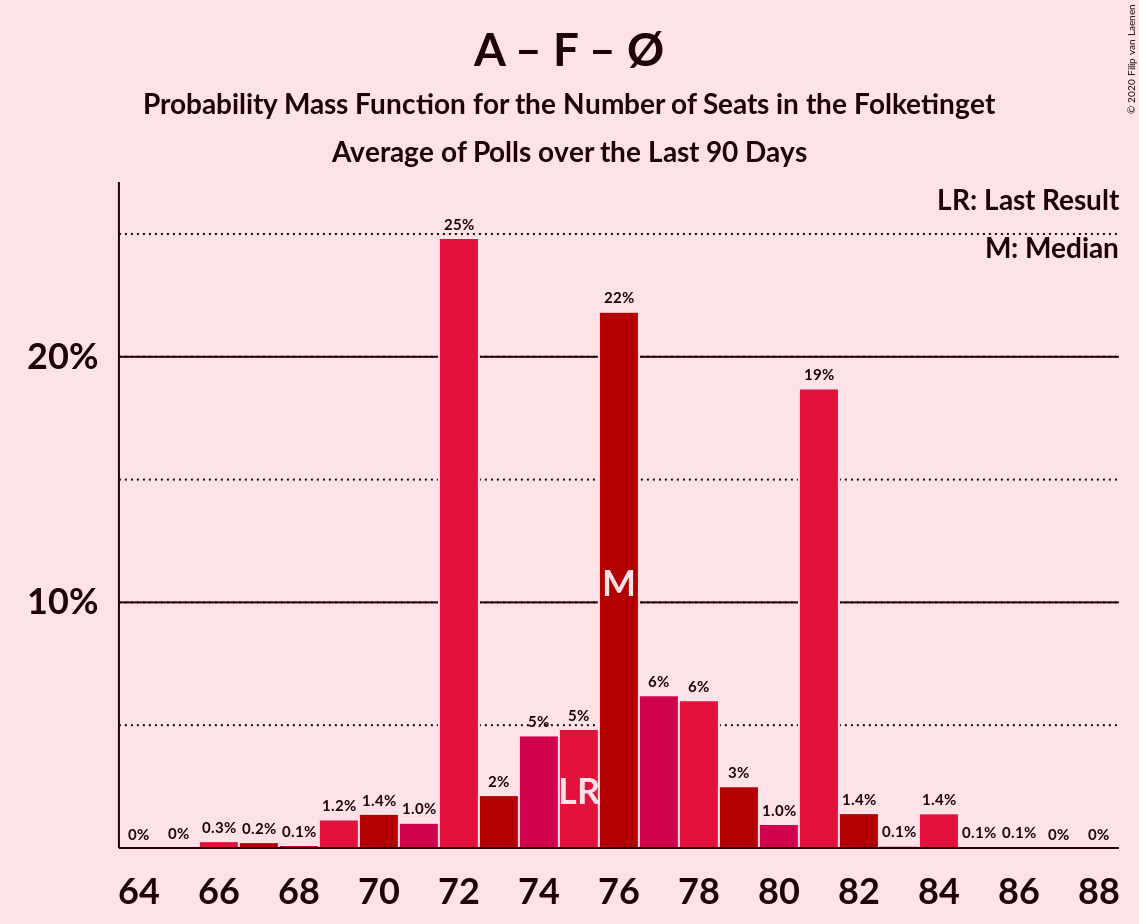 A – F – Ø
Probability Mass Function for the Number of Seats in the Folketinget
Average of Polls over the Last 90 Days
© 2020 Filip van Laenen
LR: Last Result
M: Median
20%
10%
0% 0% 0.3% 0.2% 0.1% 1.2% 1.4% 1.0% 25% 2% 5% 5% 22% 6% 6% 3% 1.0% 19% 1.4% 0.1% 1.4% 0.1% 0.1% 0% 0%
M
LR
64 66 68 70 72 74 76 78 80 82 84 86 88